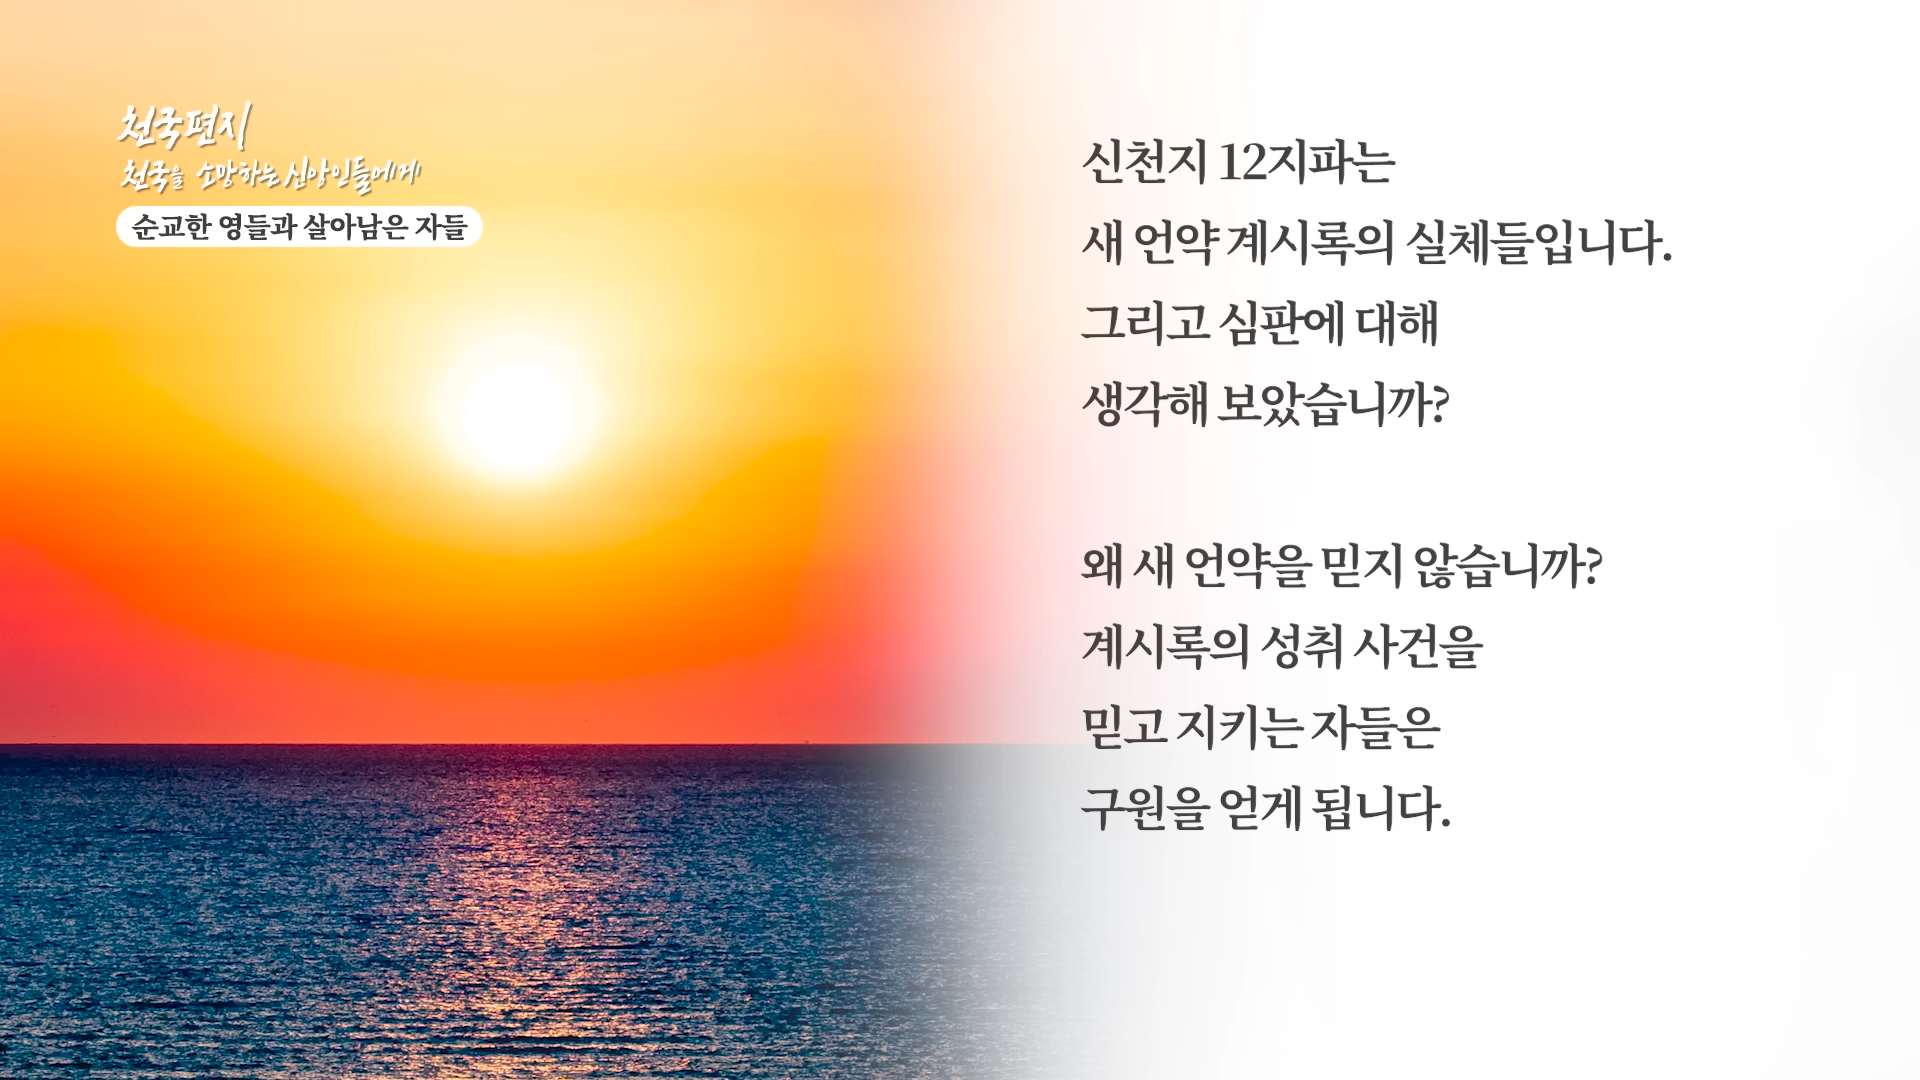 천국편지
천국을 소망하는 신앙인들에게
순교한 영들과 살아남은 자들
신천지 12지파는
새 언약 계시록의 실체들입니다.
그리고 심판에 대해
생각해 보았습니까?
왜 새 언약을 믿지 않습니까?
계시록의 성취 사건을
믿고 지키는 자들은
구원을 얻게 됩니다.